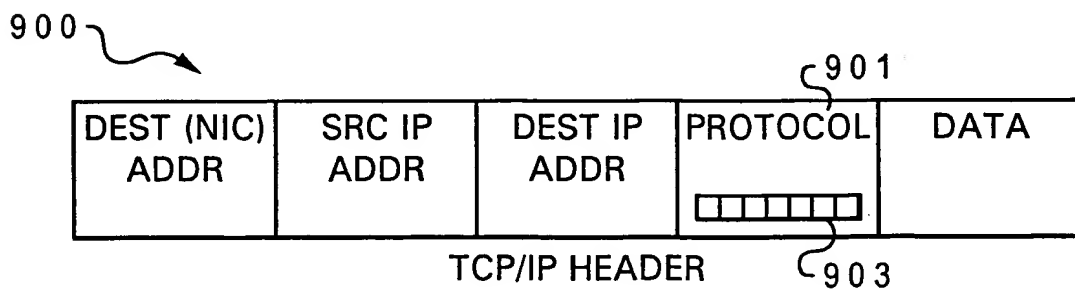 900
901
DEST (NIC) ADDR
SRC IP ADDR
DEST IP ADDR
PROTOCOL
DATA
TCP/IP HEADER
903